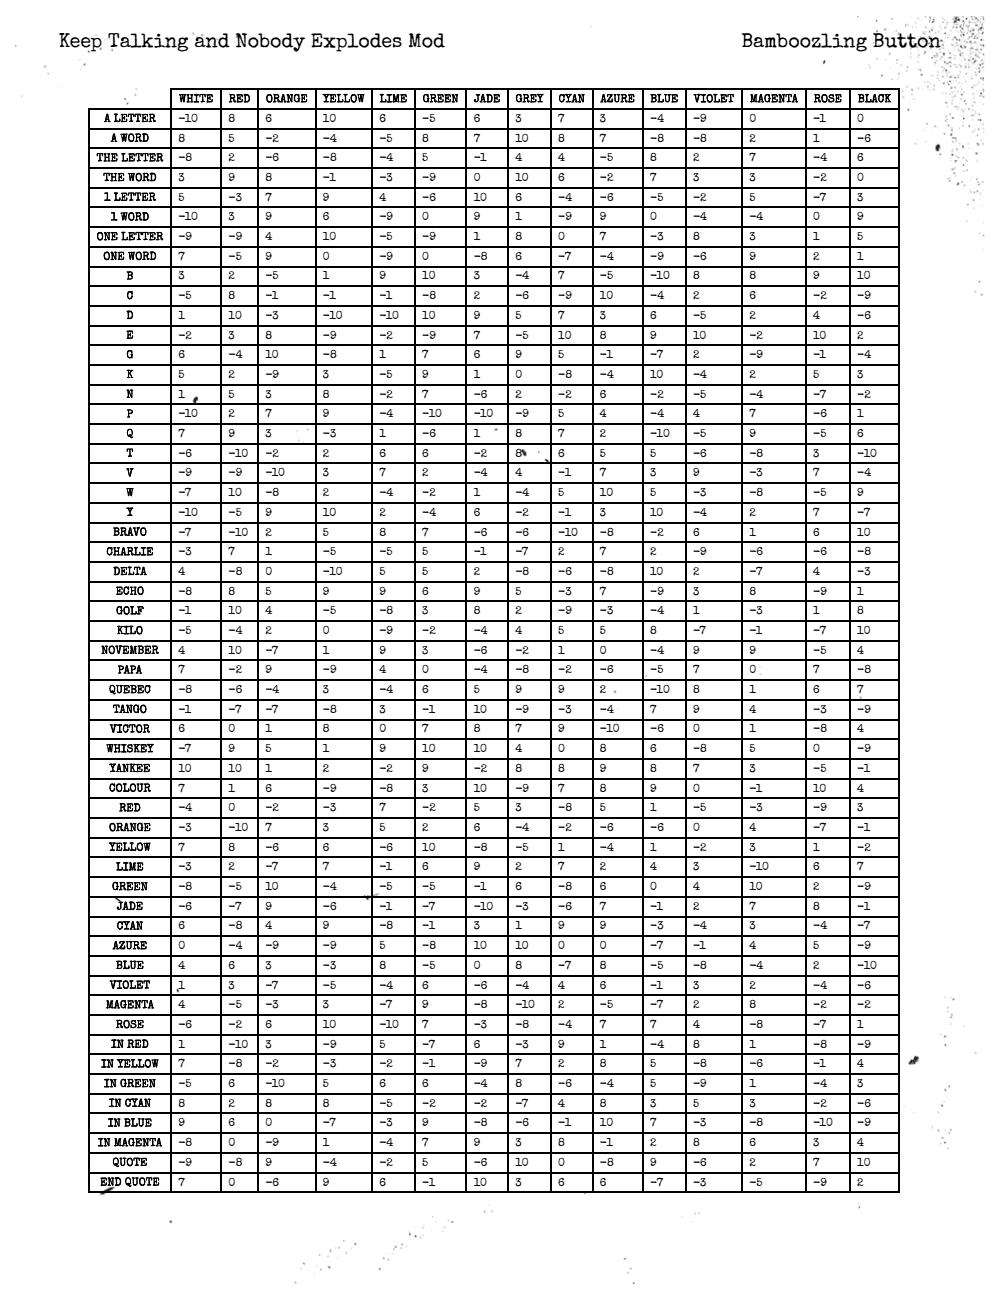 Keep Talking and Nobody Explodes Mod Bamboozling Button
WHITE RED ORANGE YELLOW LIME GREEN JADE GREY CYAN AZURE BLUE VIOLET MAGENTA ROSE BLACK
A LETTER -10 8 6 10 6 -5 6 3 7 3 -4 -9 0 -1 0
A WORD 8 5 -2 -4 -5 8 7 10 8 7 -8 -8 2 1 -6
THE LETTER -8 2 -6 -8 -4 5 -1 4 4 -5 8 2 7 -4 6
THE WORD 3 9 8 -1 -3 -9 0 10 6 -2 7 3 3 -2 0
1 LETTER 5 -3 7 9 4 -6 10 6 -4 -6 -5 -2 5 -7 3
1 WORD -10 3 9 6 -9 0 9 1 -9 9 0 -4 -4 0 9
ONE LETTER -9 -9 4 10 -5 -9 1 8 0 7 -3 8 3 1 5
ONE WORD 7 -5 9 0 -9 0 -8 6 -7 -4 -9 -6 9 2 1
B 3 2 -5 1 9 10 3 -4 7 -5 -10 8 8 9 10
C -5 8 -1 -1 -1 -8 2 -6 -9 10 -4 2 6 -2 -9
D 1 10 -3 -10 -10 10 9 5 7 3 6 -5 2 4 -6
E -2 3 8 -9 -2 -9 7 -5 10 8 9 10 -2 10 2
G 6 -4 10 -8 1 7 6 9 5 -1 -7 2 -9 -1 -4
K 5 2 -9 3 -5 9 1 0 -8 -4 10 -4 2 5 3
N 1 5 3 8 -2 7 -6 2 -2 6 -2 -5 -4 -7 -2
P -10 2 7 9 -4 -10 -10 -9 5 4 -4 4 7 -6 1
Q 7 9 3 -3 1 -6 1 8 7 2 -10 -5 9 -5 6
T -6 -10 -2 2 6 6 -2 8 6 5 5 -6 -8 3 -10
V -9 -9 -10 3 7 2 -4 4 -1 7 3 9 -3 7 -4
W -7 10 -8 2 -4 -2 1 -4 5 10 5 -3 -8 -5 9
Y -10 -5 9 10 2 -4 6 -2 -1 3 10 -4 2 7 -7
BRAVO -7 -10 2 5 8 7 -6 -6 -10 -8 -2 6 1 6 10
CHARLIE -3 7 1 -5 -5 5 -1 -7 2 7 2 -9 -6 -6 -8
DELTA 4 -8 0 -10 5 5 2 -8 -6 -8 10 2 -7 4 -3
ECHO -8 8 5 9 9 6 9 5 -3 7 -9 3 8 -9 1
GOLF -1 10 4 -5 -8 3 8 2 -9 -3 -4 1 -3 1 8
KILO -5 -4 2 0 -9 -2 -4 4 5 5 8 -7 -1 -7 10
NOVEMBER 4 10 -7 1 9 3 -6 -2 1 0 -4 9 9 -5 4
PAPA 7 -2 9 -9 4 0 -4 -8 -2 -6 -5 7 0 7 -8
QUEBEC -8 -6 -4 3 -4 6 5 9 9 2 -10 8 1 6 7
TANGO -1 -7 -7 -8 3 -1 10 -9 -3 -4 7 9 4 -3 -9
VICTOR 6 0 1 8 0 7 8 7 9 -10 -6 0 1 -8 4
WHISKEY -7 9 5 1 9 10 10 4 0 8 6 -8 5 0 -9
YANKEE 10 10 1 2 -2 9 -2 8 8 9 8 7 3 -5 -1
COLOUR 7 1 6 -9 -8 3 10 -9 7 8 9 0 -1 10 4
RED -4 0 -2 -3 7 -2 5 3 -8 5 1 -5 -3 -9 3
ORANGE -3 -10 7 3 5 2 6 -4 -2 -6 -6 0 4 -7 -1
YELLOW 7 8 -6 6 -6 10 -8 -5 1 -4 1 -2 3 1 -2
LIME -3 2 -7 7 -1 6 9 2 7 2 4 3 -10 6 7
GREEN -8 -5 10 -4 -5 -5 -1 6 -8 6 0 4 10 2 -9
JADE -6 -7 9 -6 -1 -7 -10 -3 -6 7 -1 2 7 8 -1
CYAN 6 -8 4 9 -8 -1 3 1 9 9 -3 -4 3 -4 -7
AZURE 0 -4 -9 -9 5 -8 10 10 0 0 -7 -1 4 5 -9
BLUE 4 6 3 -3 8 -5 0 8 -7 8 -5 -8 -4 2 -10
VIOLET 1 3 -7 -5 -4 6 -6 -4 4 6 -1 3 2 -4 -6
MAGENTA 4 -5 -3 3 -7 9 -8 -10 2 -5 -7 2 8 -2 -2
ROSE -6 -2 6 10 -10 7 -3 -8 -4 7 7 4 -8 -7 1
IN RED 1 -10 3 -9 5 -7 6 -3 9 1 -4 8 1 -8 -9
IN YELLOW 7 -8 -2 -3 -2 -1 -9 7 2 8 5 -8 -6 -1 4
IN GREEN -5 6 -10 5 6 6 -4 8 -6 -4 5 -9 1 -4 3
IN CYAN 8 2 8 8 -5 -2 -2 -7 4 8 3 5 3 -2 -6
IN BLUE 9 6 0 -7 -3 9 -8 -6 -1 10 7 -3 -8 -10 -9
IN MAGENTA -8 0 -9 1 -4 7 9 3 8 -1 2 8 6 3 4
QUOTE -9 -8 9 -4 -2 5 -6 10 0 -8 9 -6 2 7 10
END QUOTE 7 0 -6 9 6 -1 10 3 6 6 -7 -3 -5 -9 2